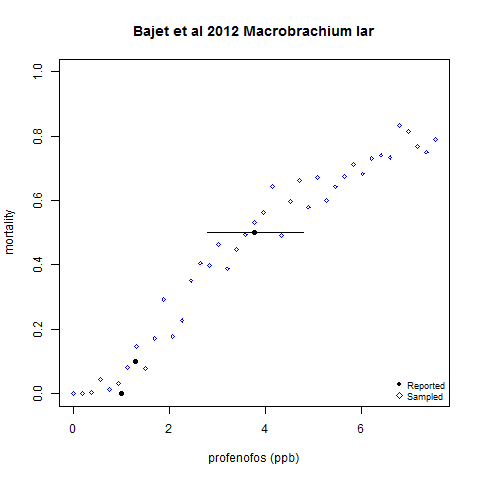 Bajet et al 2012 Macrobrachium lar
mortality
1.0
0.8
0.6
0.4
0.2
0.0
Reported
Sampled
0 2 4 6
profenofos (ppb)